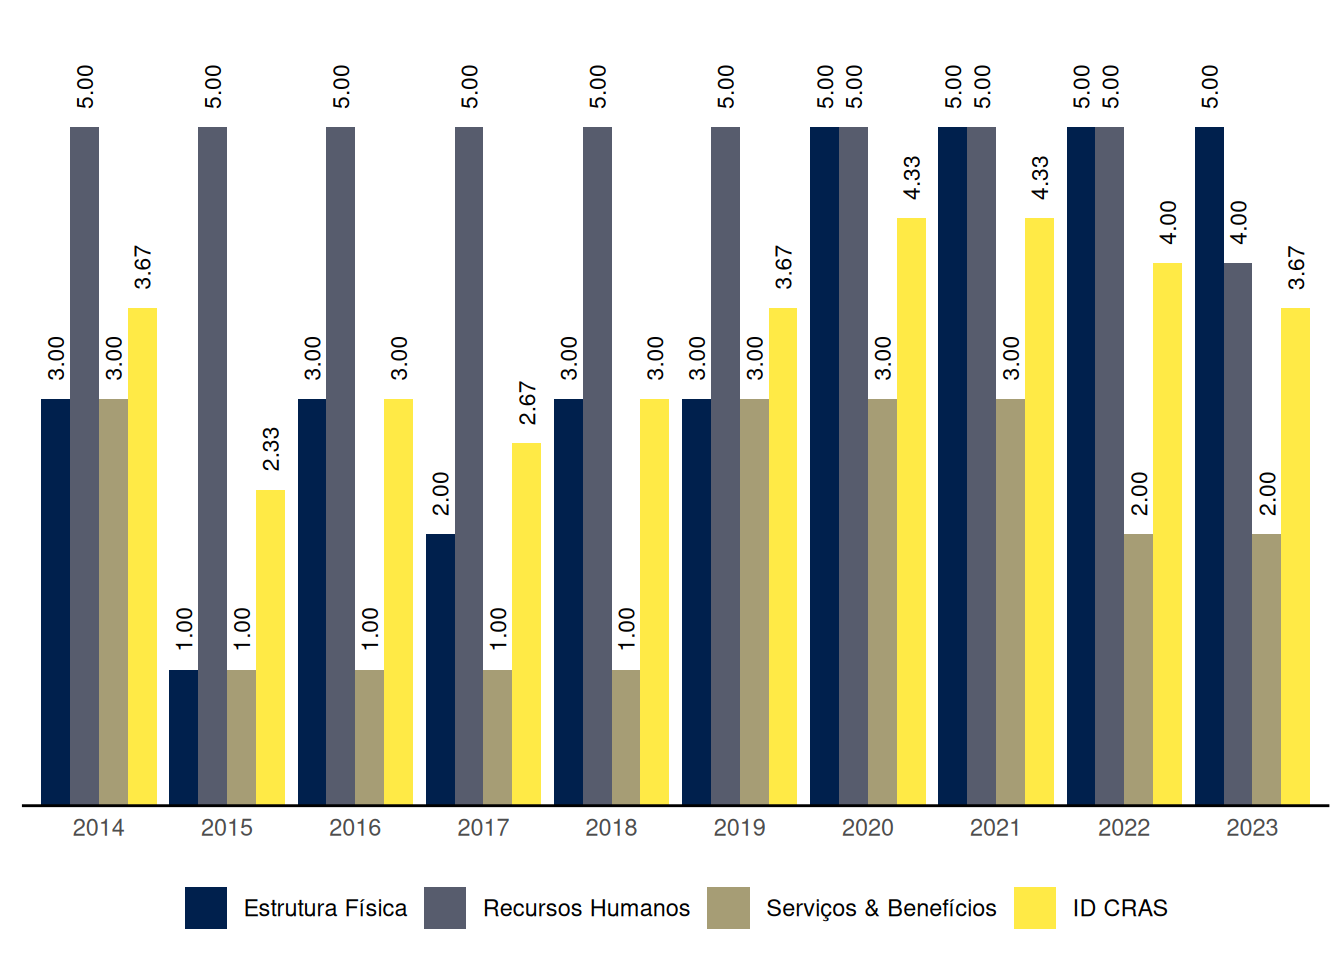 5.00 5.00 5.00 5.00 5.00 5.00 5.00 5.00 5.00 5.00 5.00 5.00 5.00
4.33 4.33
4.00 4.00
3.67 3.67 3.67
3.00 3.00 3.00 3.00 3.00 3.00 3.00 3.00 3.00 3.00
2.67
2.33
2.00 2.00 2.00
1.00 1.00 1.00 1.00 1.00
2014 2015 2016 2017 2018 2019 2020 2021 2022 2023
Estrutura Física Recursos Humanos Serviços & Benefícios ID CRAS